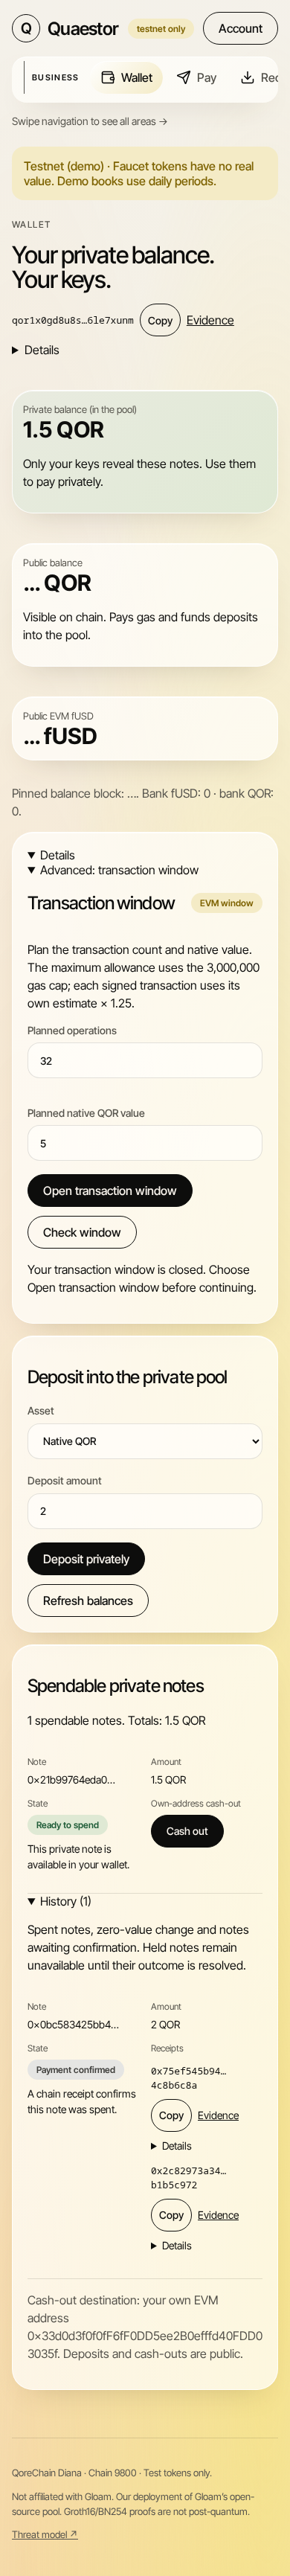 Q Quaestor testnet only Account
BUSINESS Wallet Pay Rec
Swipe navigation to see all areas →
Testnet (demo) · Faucet tokens have no real
value. Demo books use daily periods.
WALLET
Your private balance.
Your keys.
qor1x0gd8u8s…6le7xunm Copy Evidence
▶ Details
Private balance (in the pool)
1.5 QOR
Only your keys reveal these notes. Use them
to pay privately.
Public balance
… QOR
Visible on chain. Pays gas and funds deposits
into the pool.
Public EVM fUSD
… fUSD
Pinned balance block: …. Bank fUSD: 0 · bank QOR:
0.
▼ Details
▼ Advanced: transaction window
Transaction window EVM window
Plan the transaction count and native value.
The maximum allowance uses the 3,000,000
gas cap; each signed transaction uses its
own estimate × 1.25.
Planned operations
32
Planned native QOR value
5
Open transaction window
Check window
Your transaction window is closed. Choose
Open transaction window before continuing.
Deposit into the private pool
Asset
Native QOR
Deposit amount
2
Deposit privately
Refresh balances
Spendable private notes
1 spendable notes. Totals: 1.5 QOR
Note Amount
0x21b99764eda0… 1.5 QOR
State Own-address cash-out
Ready to spend Cash out
This private note is
available in your wallet.
▼ History (1)
Spent notes, zero-value change and notes
awaiting confirmation. Held notes remain
unavailable until their outcome is resolved.
Note Amount
0x0bc583425bb4… 2 QOR
State Receipts
Payment confirmed 0x75ef545b94…
4c8b6c8a
A chain receipt confirms
this note was spent.
Copy Evidence
▶ Details
0x2c82973a34…
b1b5c972
Copy Evidence
▶ Details
Cash-out destination: your own EVM
address
0x33d0d3f0f0fF6fF0DD5ee2B0efffd40FDD0
3035f. Deposits and cash-outs are public.
QoreChain Diana · Chain 9800 · Test tokens only.
Not affiliated with Gloam. Our deployment of Gloam's open-
source pool. Groth16/BN254 proofs are not post-quantum.
Threat model ↗